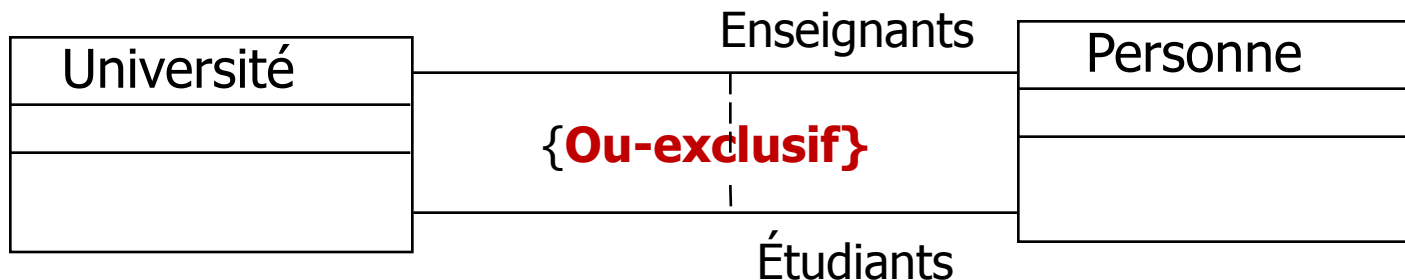 Enseignants
Université
Personne
{Ou-exclusif}
Étudiants